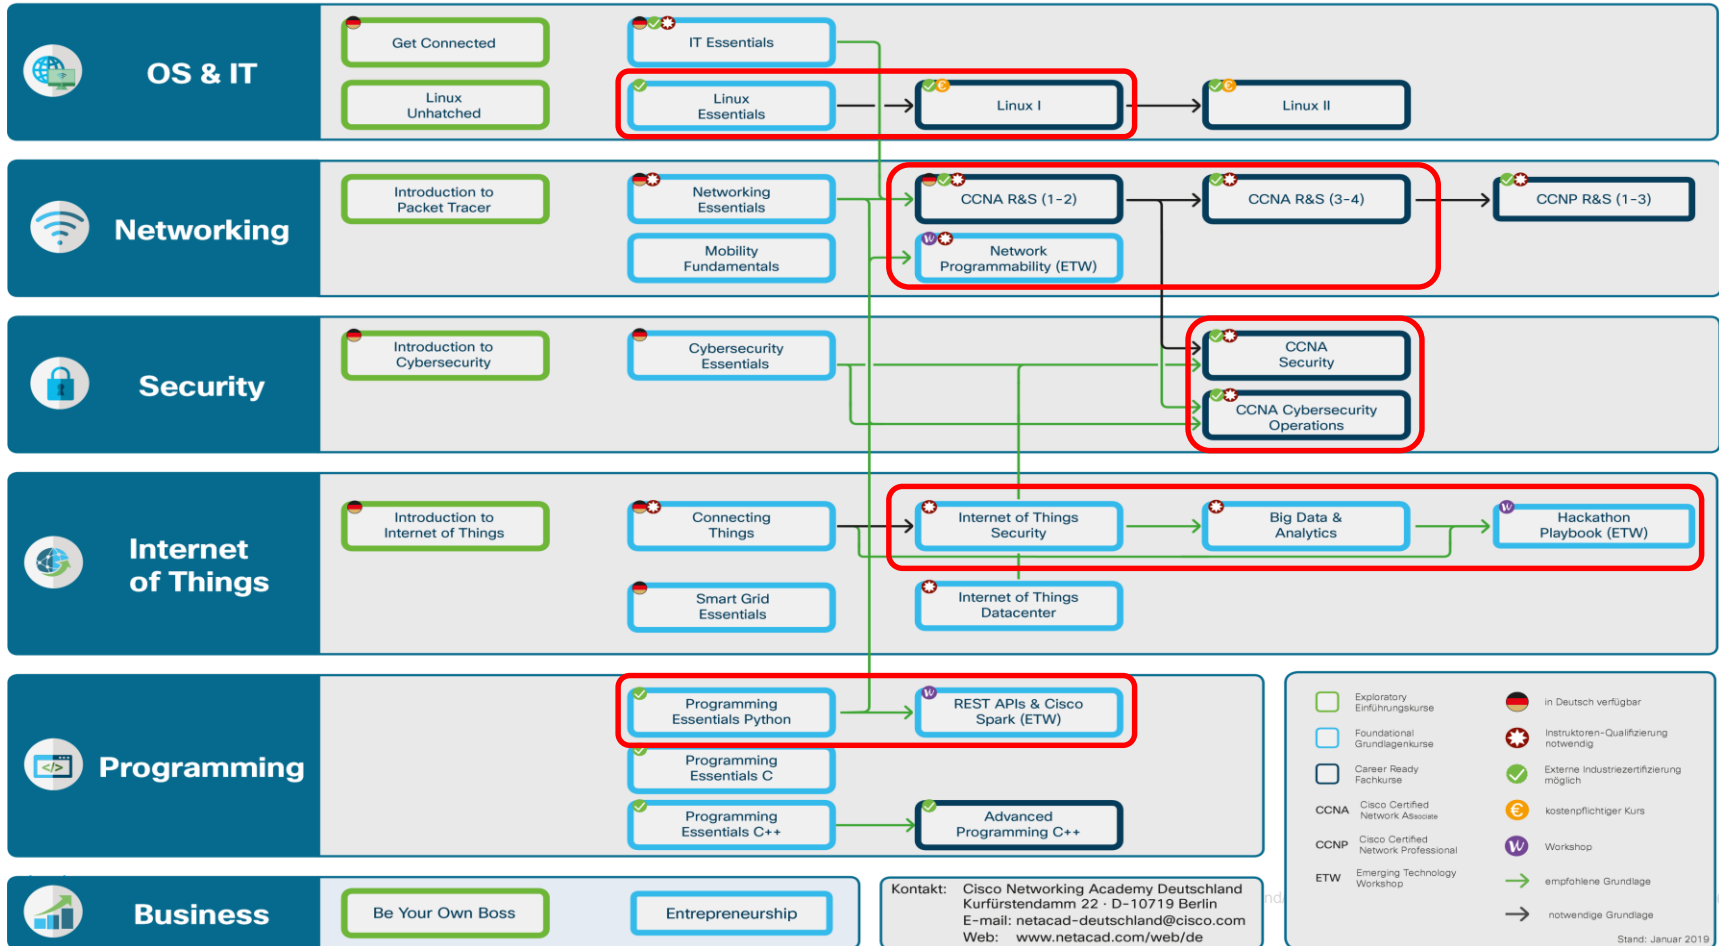 OS & IT
Get Connected
IT Essentials
Linux
Unhatched
Linux
Essentials
Linux I
Linux II
Networking
Introduction to
Packet Tracer
Networking
Essentials
CCNA R&S (1-2)
CCNA R&S (3-4)
CCNP R&S (1-3)
Mobility
Fundamentals
Network
Programmability (ETW)
Security
Introduction to
Cybersecurity
Cybersecurity
Essentials
CCNA
Security
CCNA Cybersecurity
Operations
Internet
of Things
Introduction to
Internet of Things
Connecting
Things
Internet of Things
Security
Big Data &
Analytics
Hackathon
Playbook (ETW)
Smart Grid
Essentials
Internet of Things
Datacenter
Programming
Programming
Essentials Python
REST APIs & Cisco
Spark (ETW)
Programming
Essentials C
Programming
Essentials C++
Advanced
Programming C++
Business
Be Your Own Boss
Entrepreneurship
Kontakt: Cisco Networking Academy Deutschland
Kurfürstendamm 22 · D-10719 Berlin
E-mail: netacad-deutschland@cisco.com
Web: www.netacad.com/web/de
Exploratory
Einführungskurse
Foundational
Grundlagenkurse
Career Ready
Fachkurse
CCNA Cisco Certified
Network Associate
CCNP Cisco Certified
Network Professional
ETW Emerging Technology
Workshop
in Deutsch verfügbar
Instruktoren-Qualifizierung
notwendig
Externe Industriezertifizierung
möglich
€ kostenpflichtiger Kurs
W Workshop
empfohlene Grundlage
notwendige Grundlage
Stand: Januar 2019